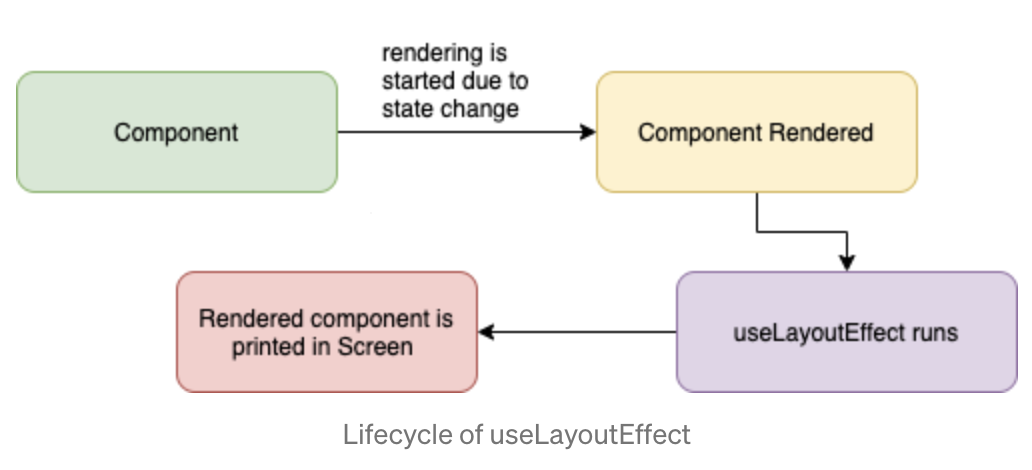 rendering is
started due to
state change
Component
Component Rendered
Rendered component is
printed in Screen
useLayoutEffect runs
Lifecycle of useLayoutEffect